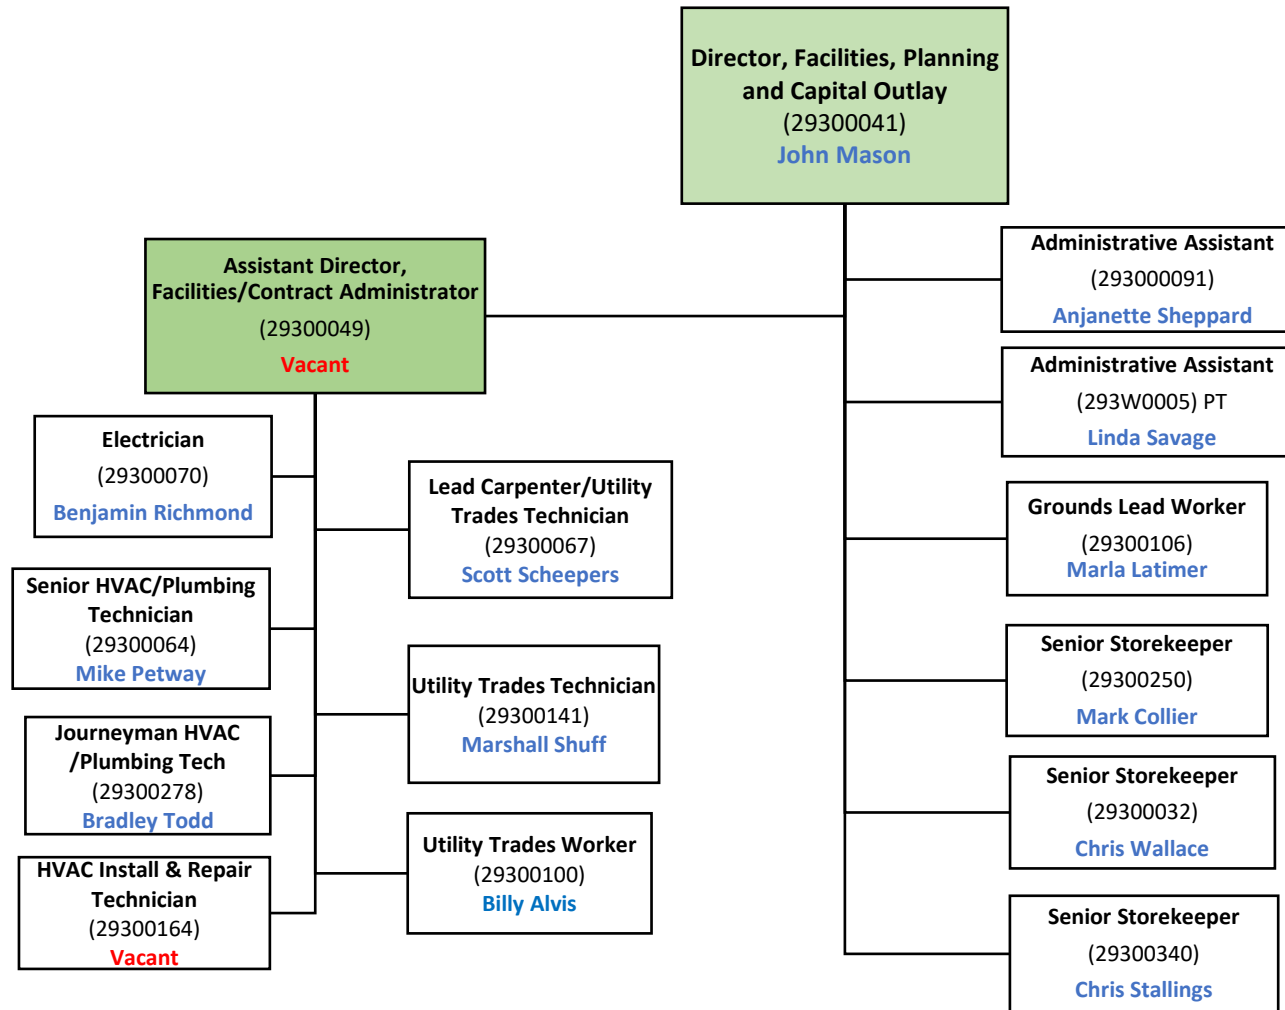 Director, Facilities, Planning
and Capital Outlay
(29300041)
John Mason
Assistant Director,
Facilities/Contract Administrator
(29300049)
Vacant
Electrician
(29300070)
Benjamin Richmond
Senior HVAC/Plumbing
Technician
(29300064)
Mike Petway
Journeyman HVAC
/Plumbing Tech
(29300278)
Bradley Todd
HVAC Install & Repair
Technician
(29300164)
Vacant
Lead Carpenter/Utility
Trades Technician
(29300067)
Scott Scheepers
Utility Trades Technician
(29300141)
Marshall Shuff
Utility Trades Worker
(29300100)
Billy Alvis
Administrative Assistant
(293000091)
Anjanette Sheppard
Administrative Assistant
(293W0005) PT
Linda Savage
Grounds Lead Worker
(29300106)
Marla Latimer
Senior Storekeeper
(29300250)
Mark Collier
Senior Storekeeper
(29300032)
Chris Wallace
Senior Storekeeper
(29300340)
Chris Stallings